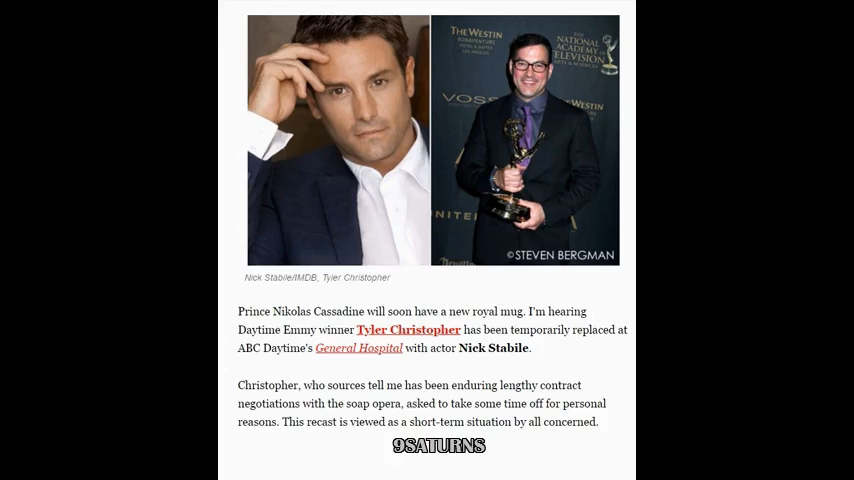 THE WESTIN
BONAVENTURE
HOTEL & SUITES
LOS ANGELES
THE
NATIONAL
ACADEMY OF
TELEVISION
ARTS & SCIENCES
VOSS
THE WESTIN
UNITE
©STEVEN BERGMAN
Nick Stabile/IMDB, Tyler Christopher
Prince Nikolas Cassadine will soon have a new royal mug. I'm hearing
Daytime Emmy winner Tyler Christopher has been temporarily replaced at
ABC Daytime's General Hospital with actor Nick Stabile.
Christopher, who sources tell me has been enduring lengthy contract
negotiations with the soap opera, asked to take some time off for personal
reasons. This recast is viewed as a short-term situation by all concerned.
9SATURNS